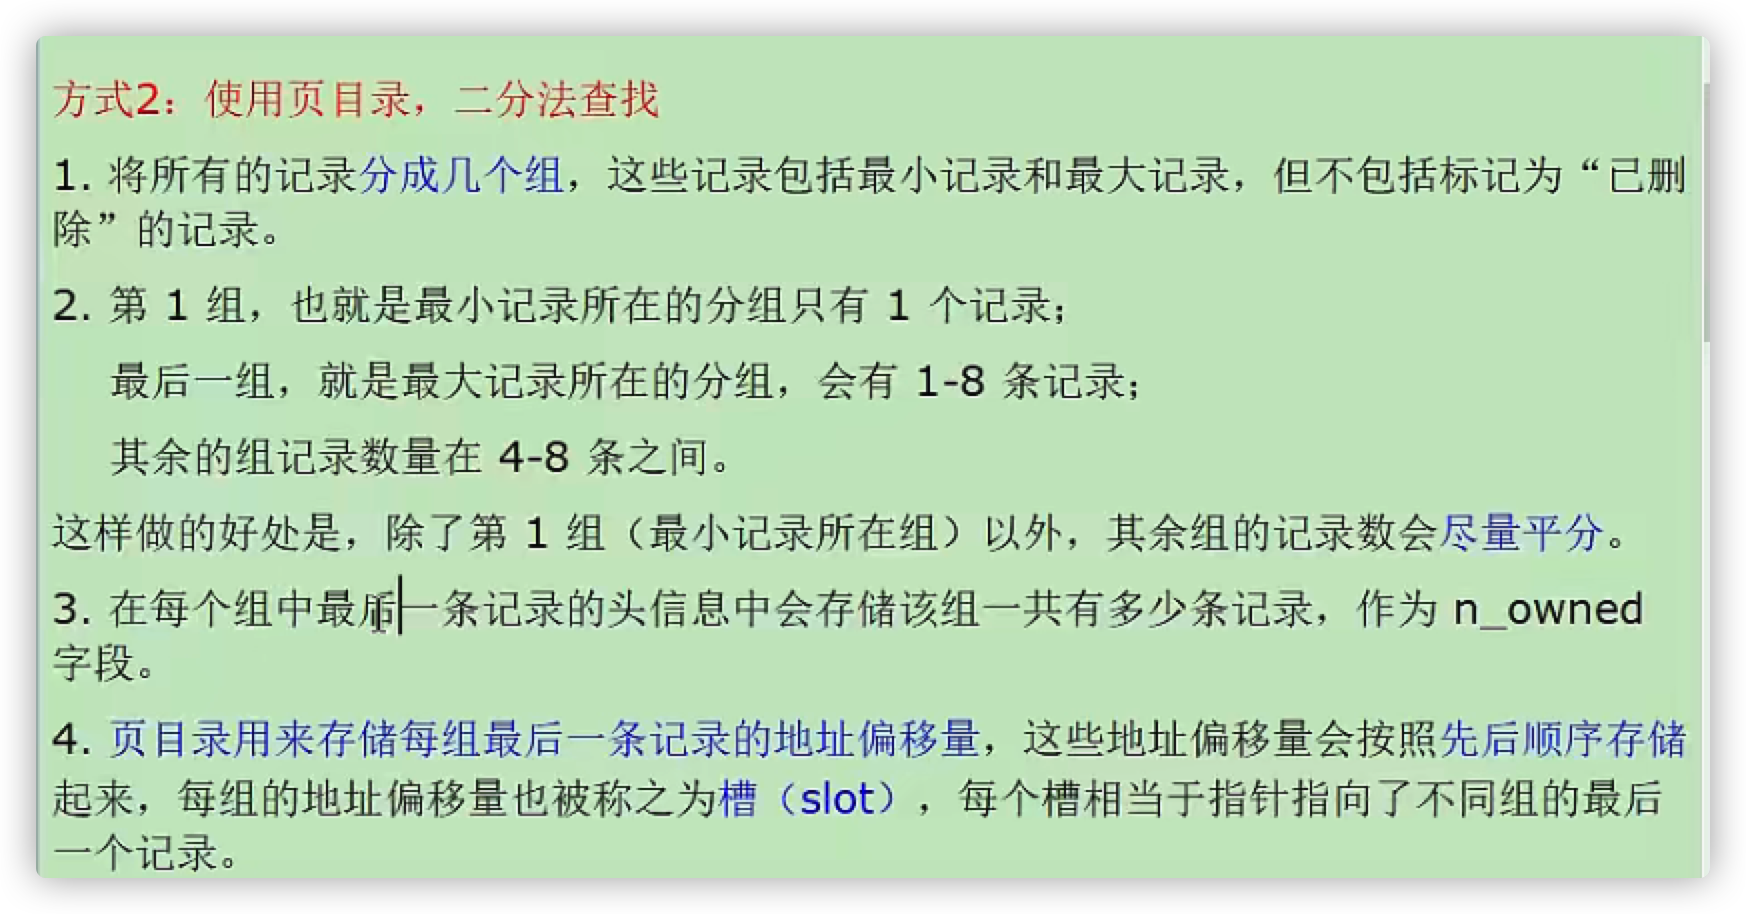 方式2：使用页目录，二分法查找
1. 将所有的记录分成几个组，这些记录包括最小记录和最大记录，但不包括标记为“已删
除”的记录。
2. 第 1 组，也就是最小记录所在的分组只有 1 个记录；
最后一组，就是最大记录所在的分组，会有 1-8 条记录；
其余的组记录数量在 4-8 条之间。
这样做的好处是，除了第 1 组（最小记录所在组）以外，其余组的记录数会尽量平分。
3. 在每个组中最后一条记录的头信息中会存储该组一共有多少条记录，作为 n_owned
字段。
4. 页目录用来存储每组最后一条记录的地址偏移量，这些地址偏移量会按照先后顺序存储
起来，每组的地址偏移量也被称之为槽（slot），每个槽相当于指针指向了不同组的最后
一个记录。